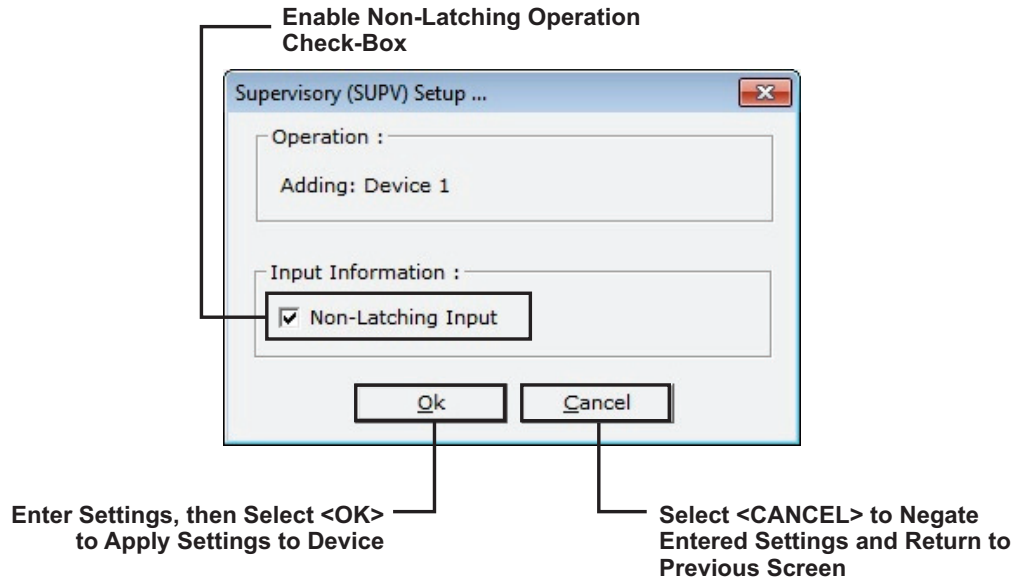 Enable Non-Latching Operation
Check-Box
Supervisory (SUPV) Setup ...
Operation :
Adding: Device 1
Input Information :
Non-Latching Input
Ok
Cancel
Enter Settings, then Select <OK>
to Apply Settings to Device
Select <CANCEL> to Negate
Entered Settings and Return to
Previous Screen